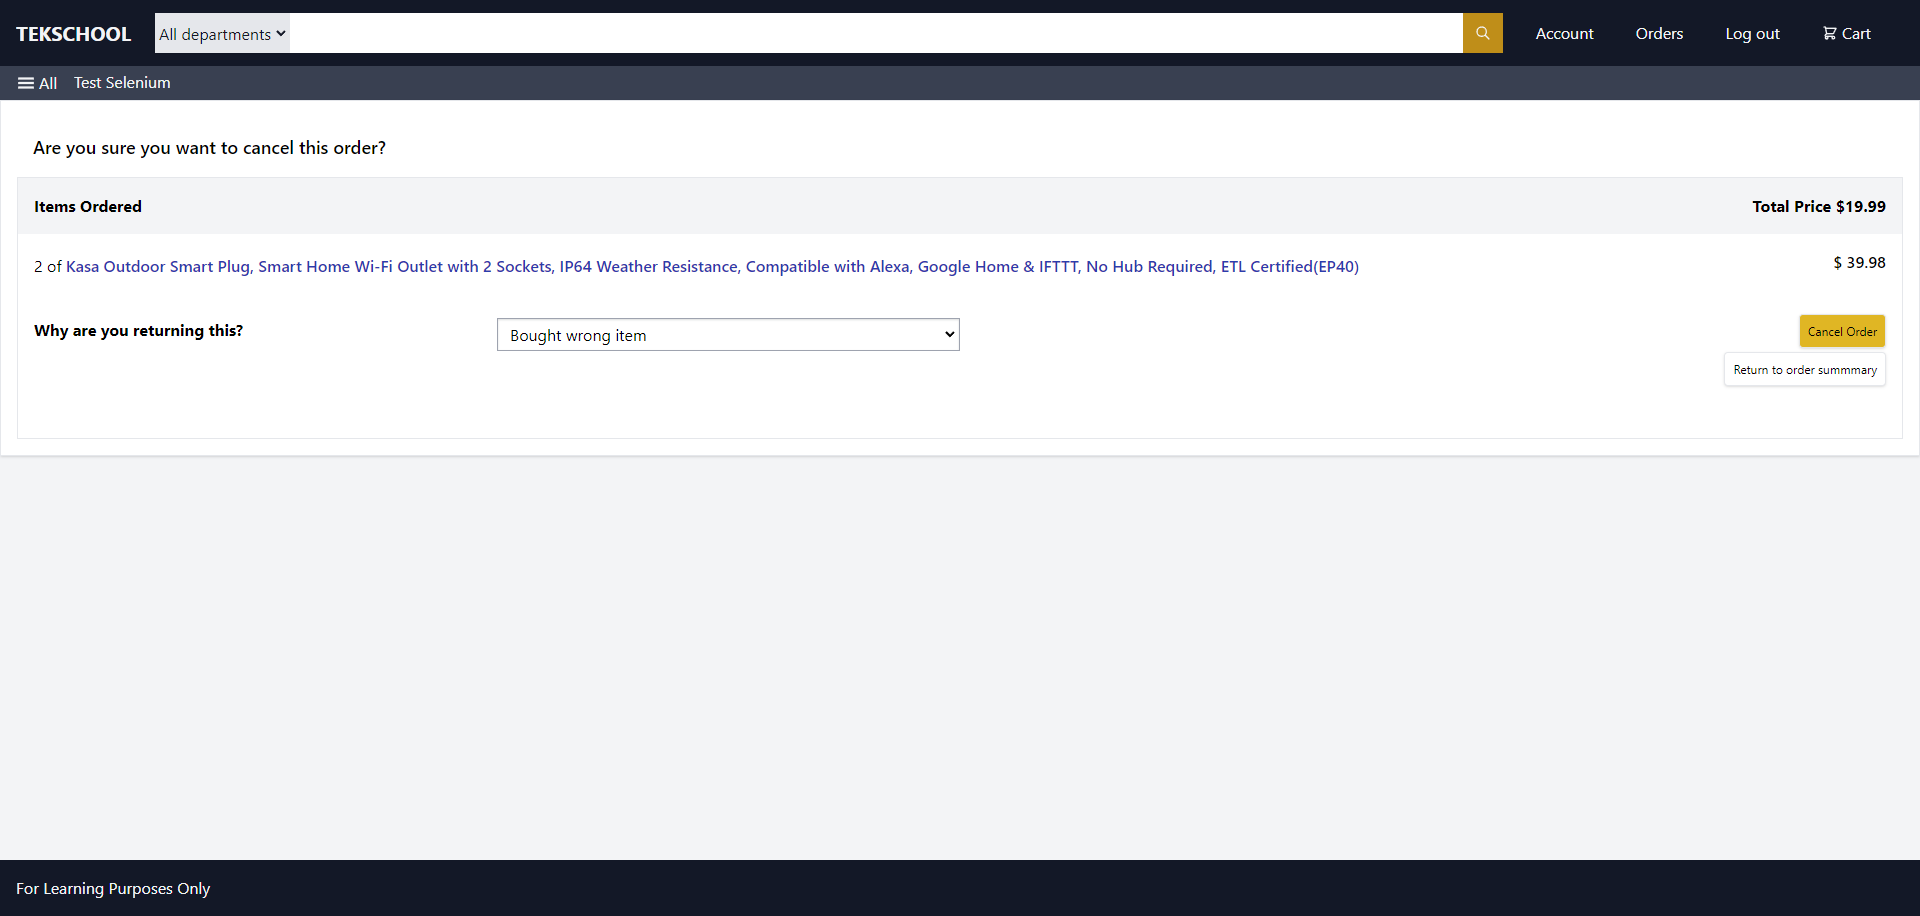 TEKSCHOOL All departments Account Orders Log out Cart
All Test Selenium
Are you sure you want to cancel this order?
Items Ordered Total Price $19.99
2 of Kasa Outdoor Smart Plug, Smart Home Wi-Fi Outlet with 2 Sockets, IP64 Weather Resistance, Compatible with Alexa, Google Home & IFTTT, No Hub Required, ETL Certified(EP40) $ 39.98
Why are you returning this? Bought wrong item Cancel Order
Return to order summmary
For Learning Purposes Only